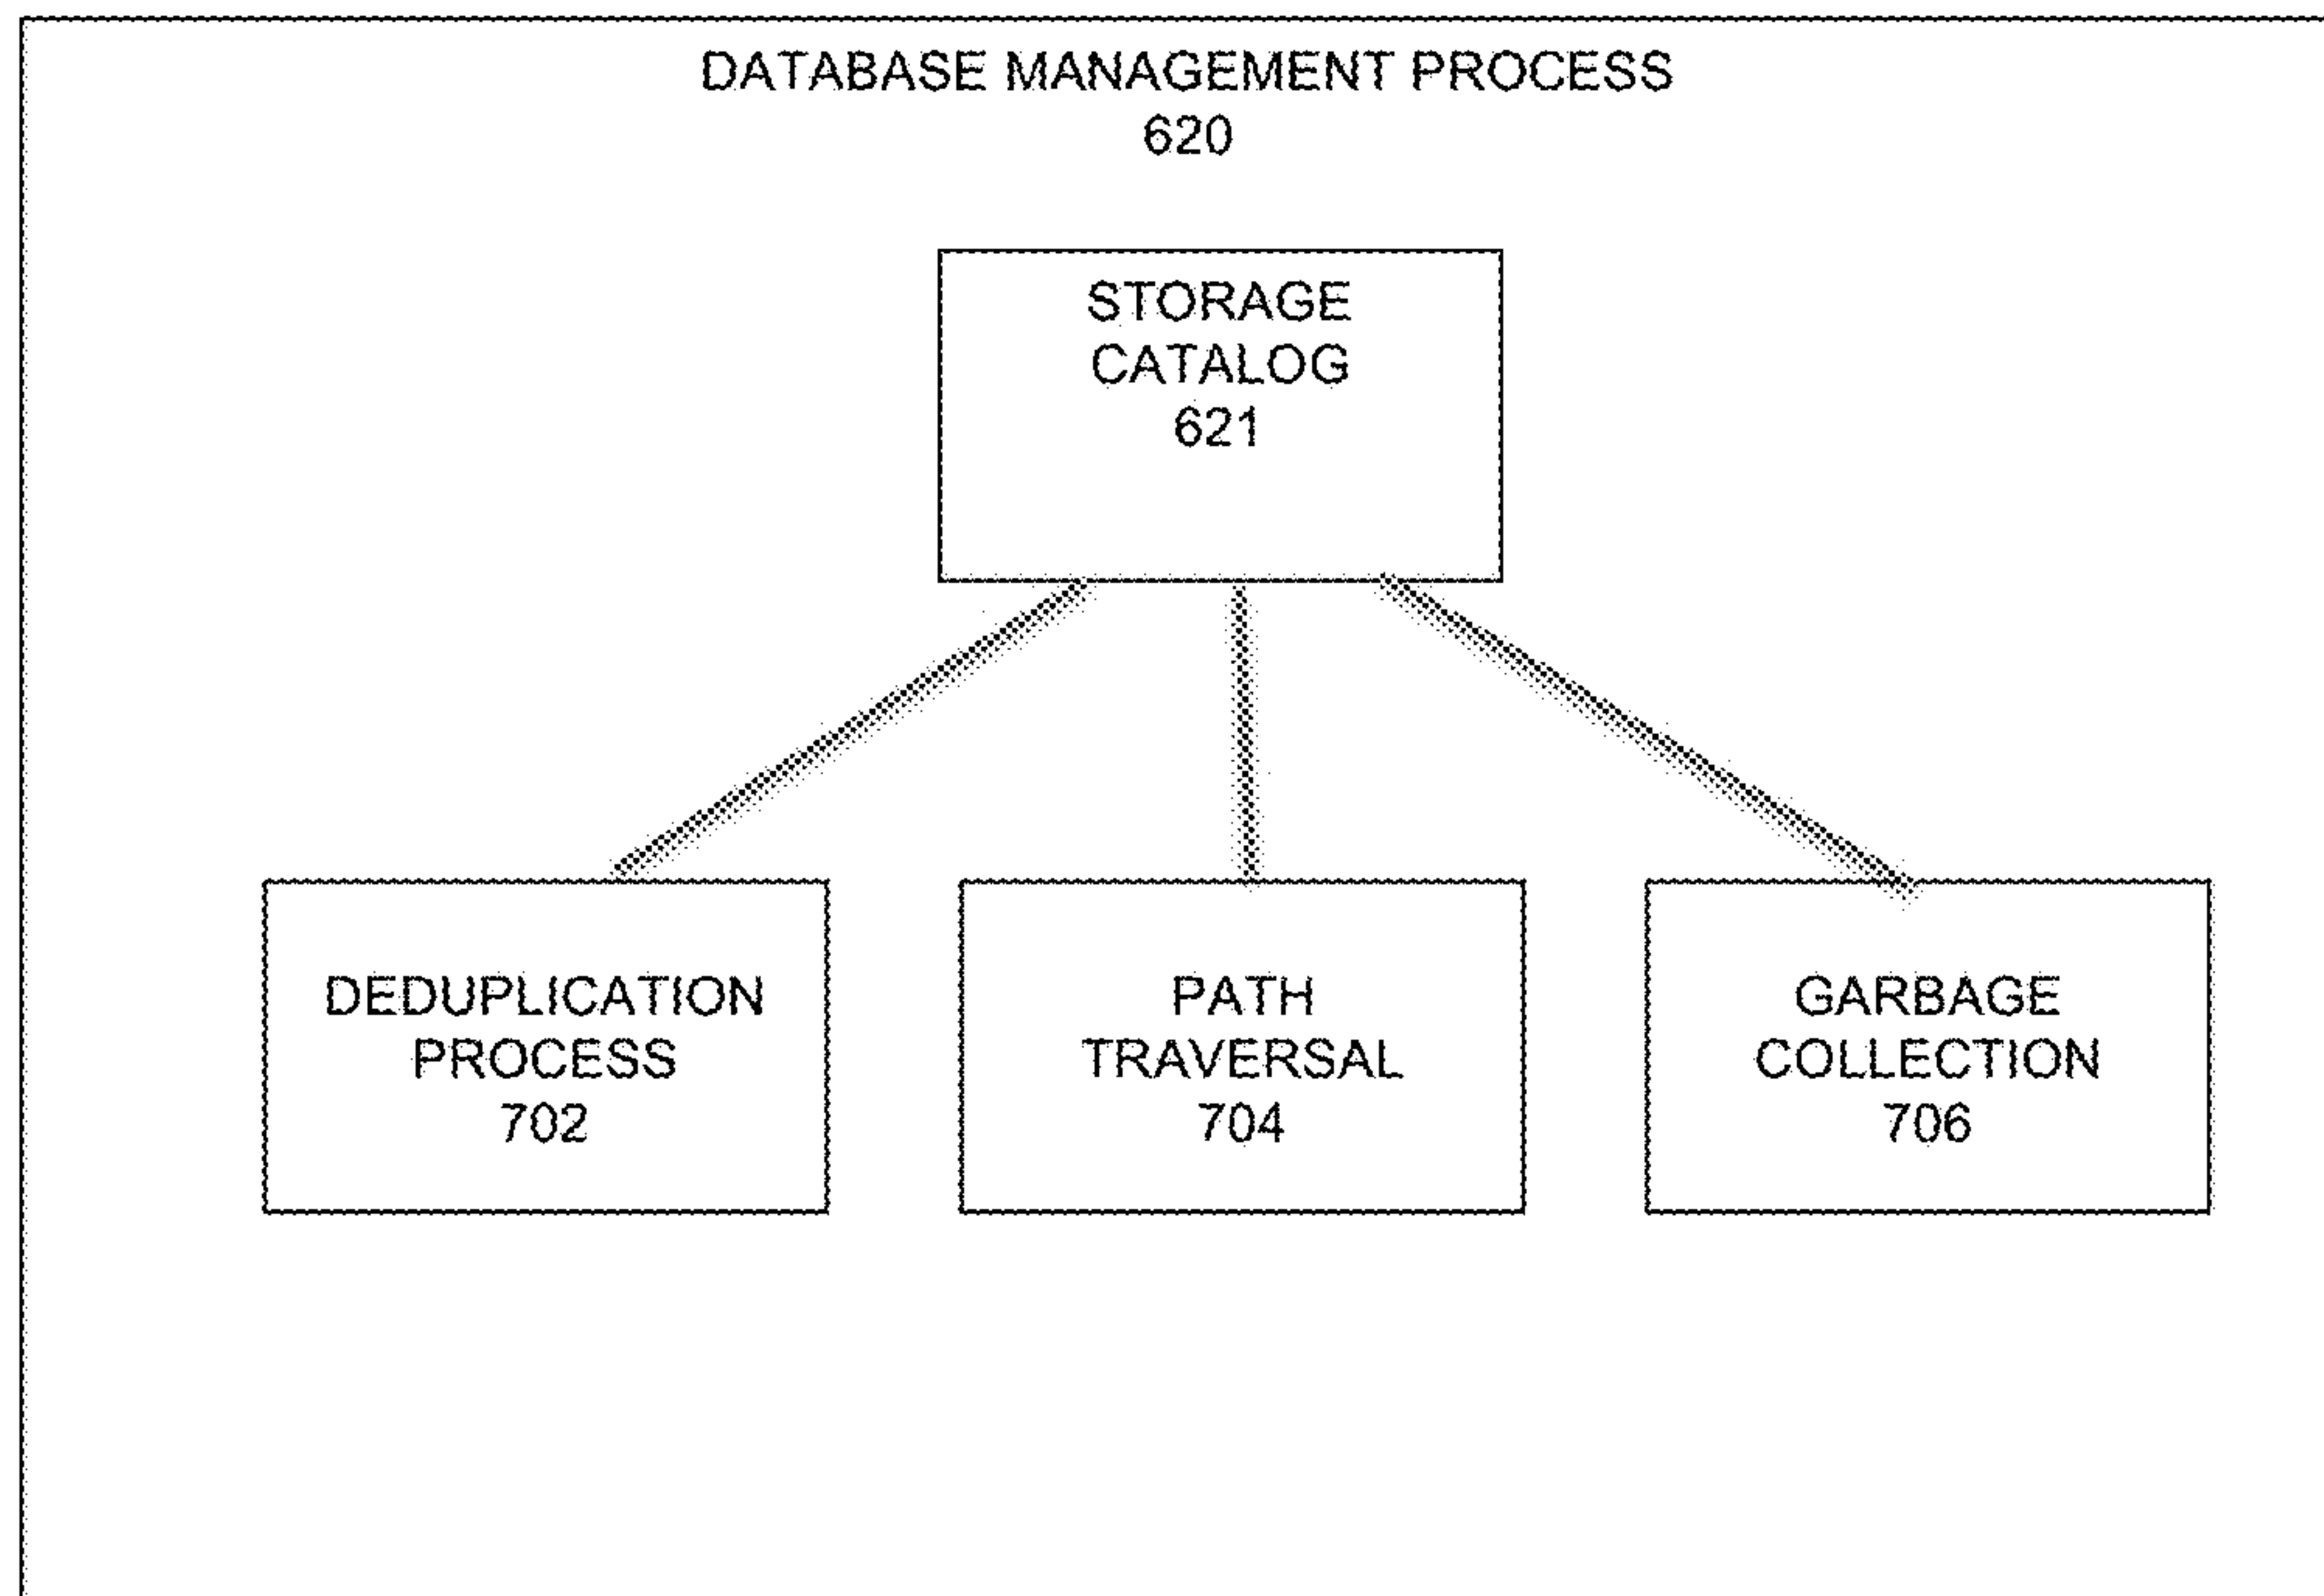 DATABASE MANAGEMENT PROCESS
620
STORAGE
CATALOG
621
DEDUPLICATION
PROCESS
702
PATH
TRAVERSAL
704
GARBAGE
COLLECTION
706